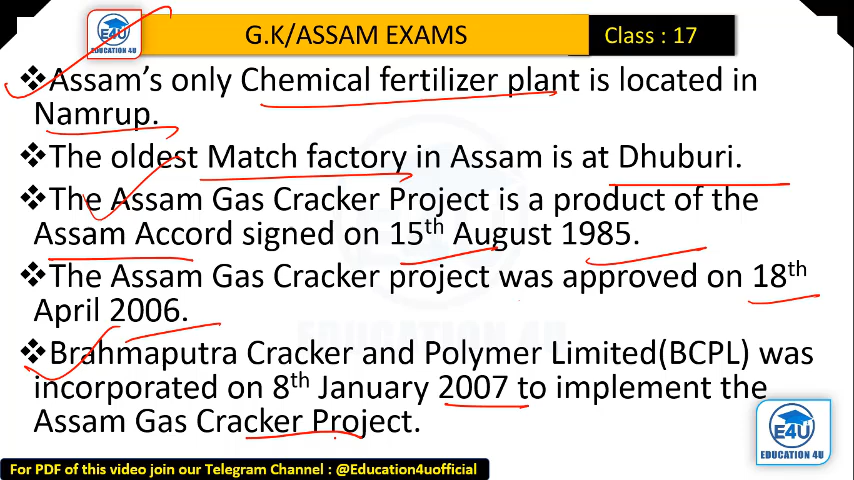 E4U
EDUCATION 4U
G.K/ASSAM EXAMS
Class : 17
❖Assam's only Chemical fertilizer plant is located in
Namrup.
❖The oldest Match factory in Assam is at Dhuburi.
❖The Assam Gas Cracker Project is a product of the
Assam Accord signed on 15th August 1985.
❖The Assam Gas Cracker project was approved on 18th
April 2006.
❖Brahmaputra Cracker and Polymer Limited(BCPL) was
incorporated on 8th January 2007 to implement the
Assam Gas Cracker Project.
E4U
EDUCATION 4U
E4U
EDUCATION 4U
For PDF of this video join our Telegram Channel : @Education4uofficial